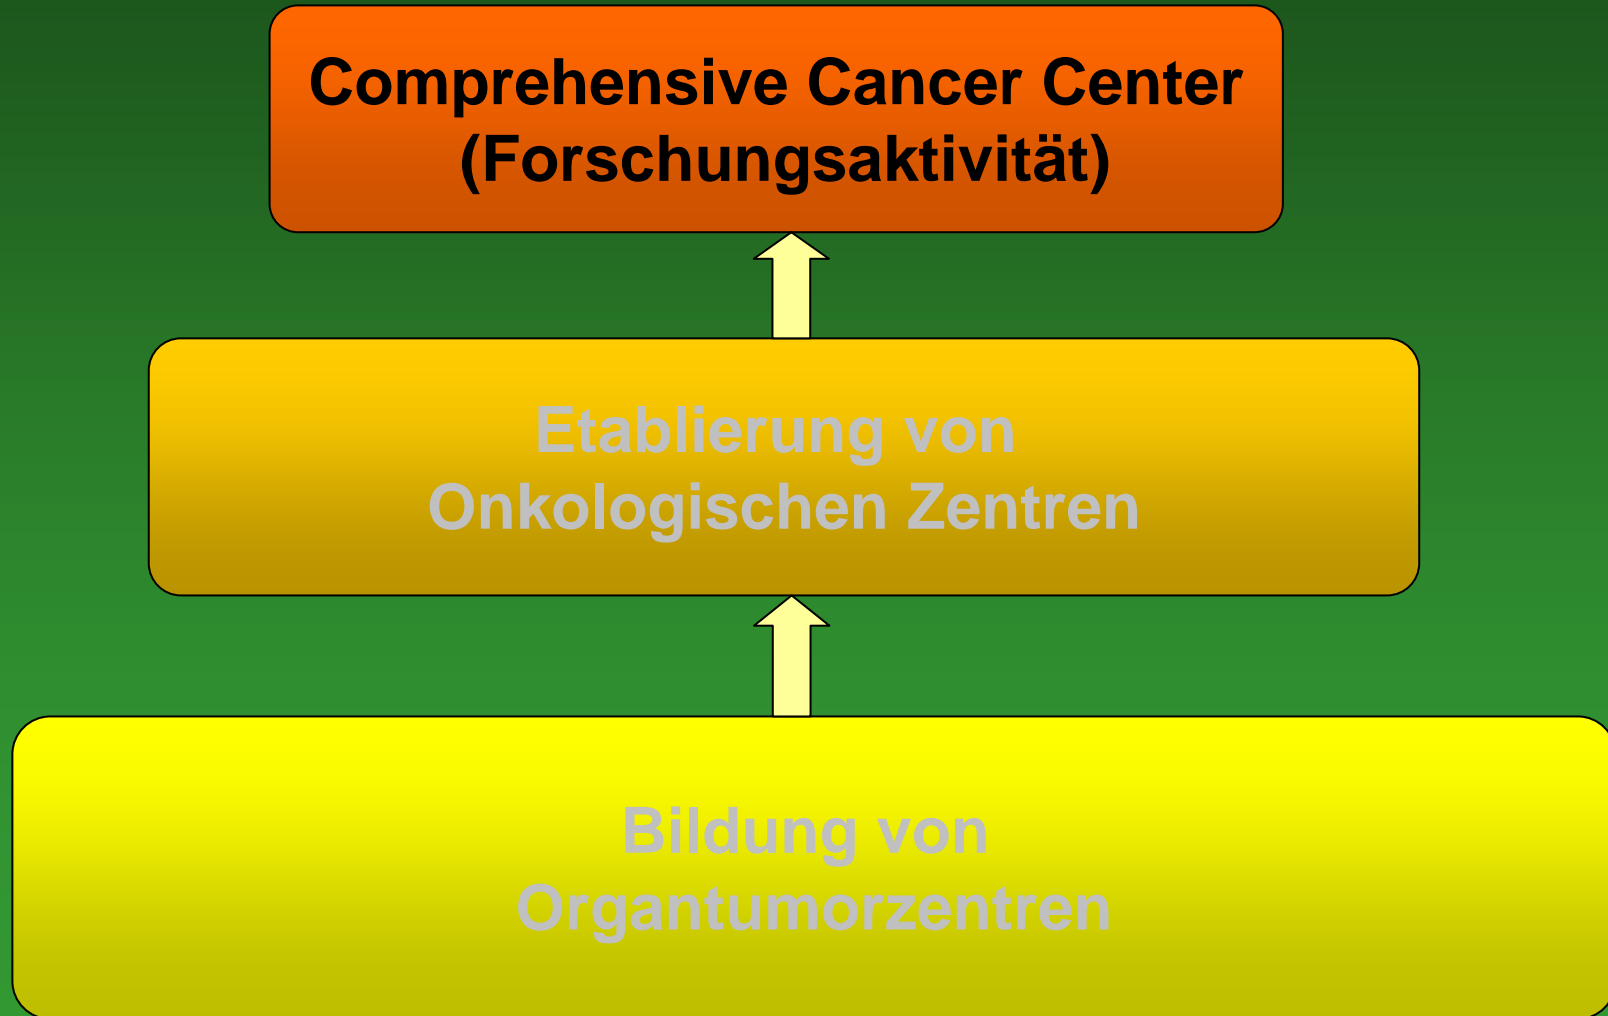 Comprehensive Cancer Center
(Forschungsaktivität)
Etablierung von
Onkologischen Zentren
Bildung von
Organtumorzentren